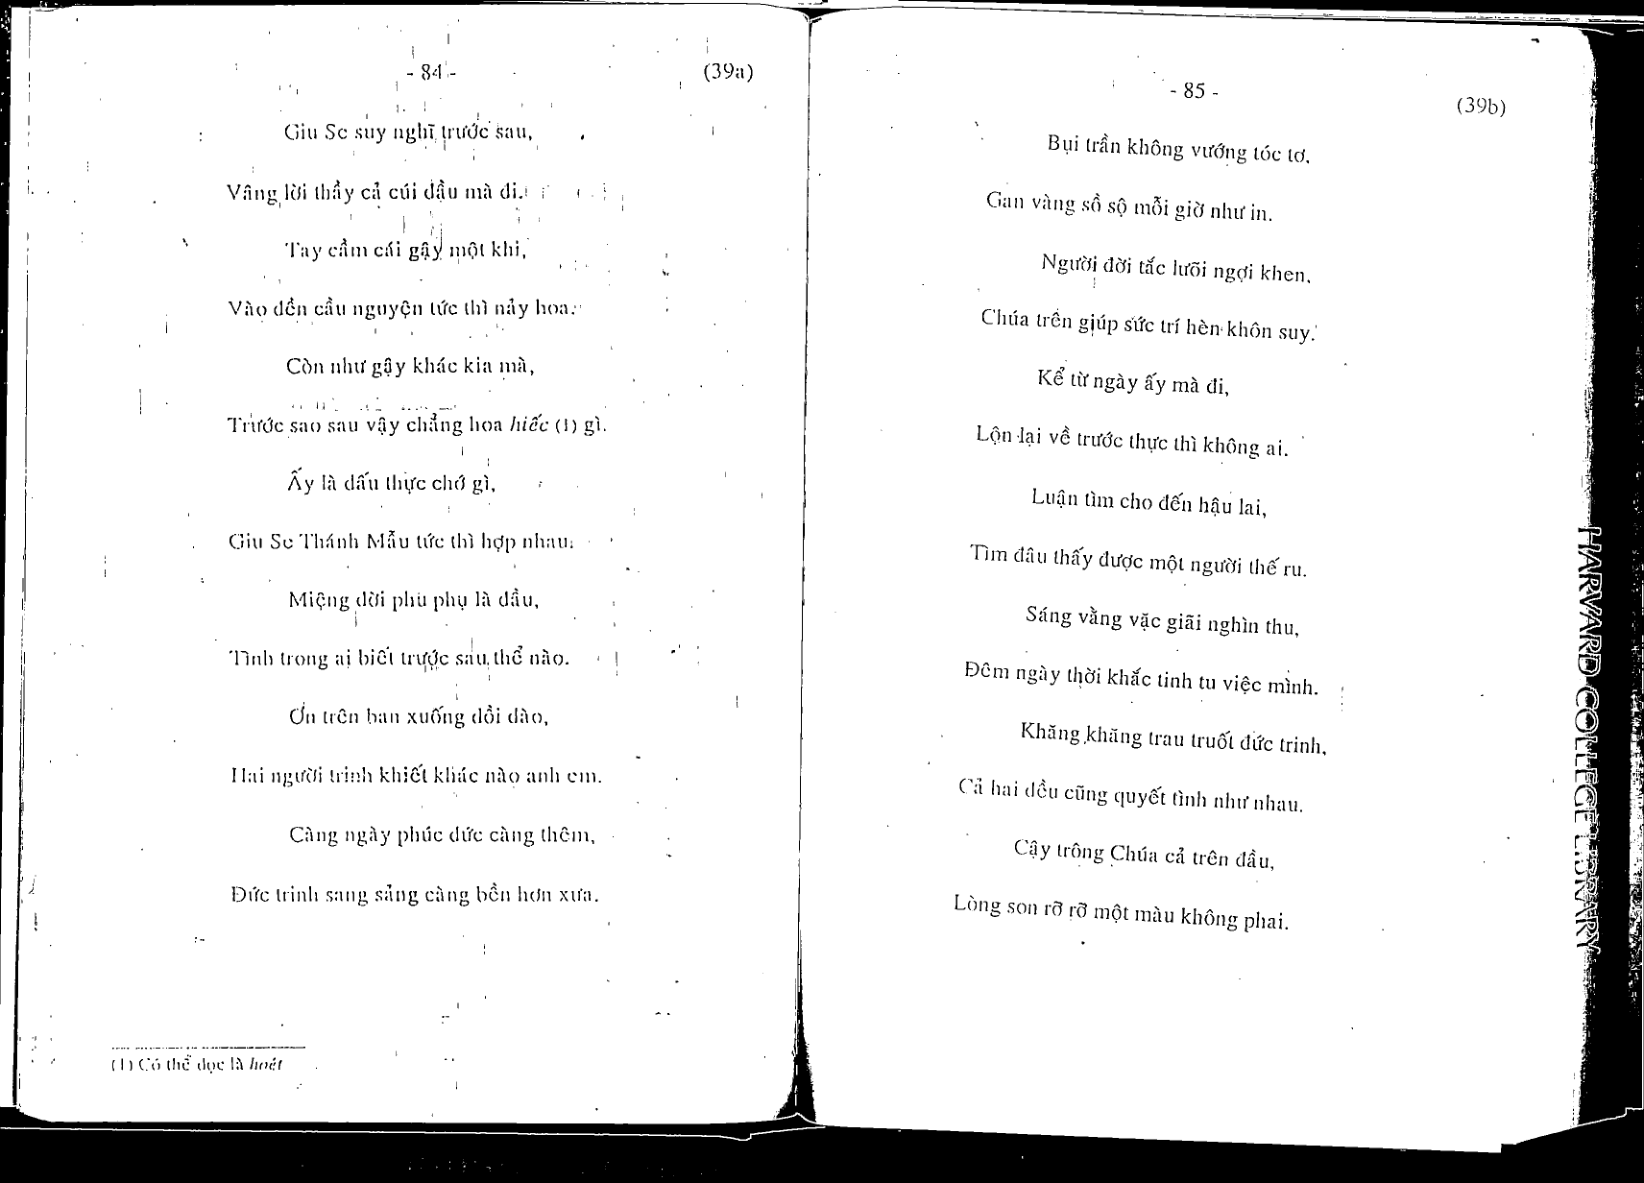 - 84 -
(39a)
Giu Se suy nghĩ trước sau,
Vâng lời thầy cả cúi đầu mà đi.
Tay cầm cái gậy một khi,
Vào đền cầu nguyện tức thì nảy hoa.
Còn như gậy khác kia mà,
Trước sao sau vậy chẳng hoa hiếc (1) gì.
Ấy là dấu thực chớ gì,
Giu Se Thánh Mẫu tức thì hợp nhau.
Miệng đời phu phụ là đầu,
Tình trong ai biết trước sau thể nào.
Ơn trên ban xuống dồi dào,
Hai người trinh khiết khác nào anh em.
Càng ngày phúc đức càng thêm,
Đức trinh sang sảng càng bền hơn xưa.
(1) Có thể đọc là hoét
- 85 -
(39b)
Bụi trần không vướng tóc tơ.
Gan vàng sồ sộ mỗi giờ như in.
Người đời tắc lưỡi ngợi khen.
Chúa trên giúp sức trí hèn khôn suy.
Kể từ ngày ấy mà đi,
Lộn lại về trước thực thì không ai.
Luận tìm cho đến hậu lai,
Tìm đâu thấy được một người thế ru.
Sáng vằng vặc giãi nghìn thu,
Đêm ngày thời khắc tinh tu việc mình.
Khăng khăng trau truốt đức trinh,
Cả hai đều cũng quyết tình như nhau.
Cậy trông Chúa cả trên đầu,
Lòng son rỡ rỡ một màu không phai.
HARVARD COLLEGE LIBRARY